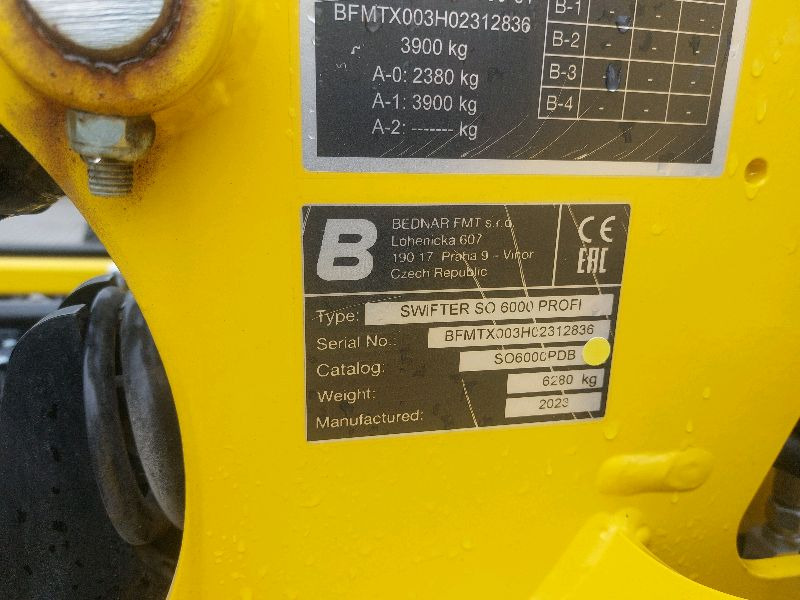 BFMTX003H02312836
3900 kg
A-0: 2380 kg
A-1: 3900 kg
A-2: ------- kg
B-1 - - -
B-2 - - -
B-3 - - -
B-4 - - -
B
BEDNAR FMT s.r.o.
Lohenicka 607
190 17 Praha 9 - Vinor
Czech Republic
CE
EAC
Type: SWIFTER SO 6000 PROFI
Serial No.: BFMTX003H02312836
Catalog: SO6000PDB
Weight: 6280 kg
Manufactured: 2023